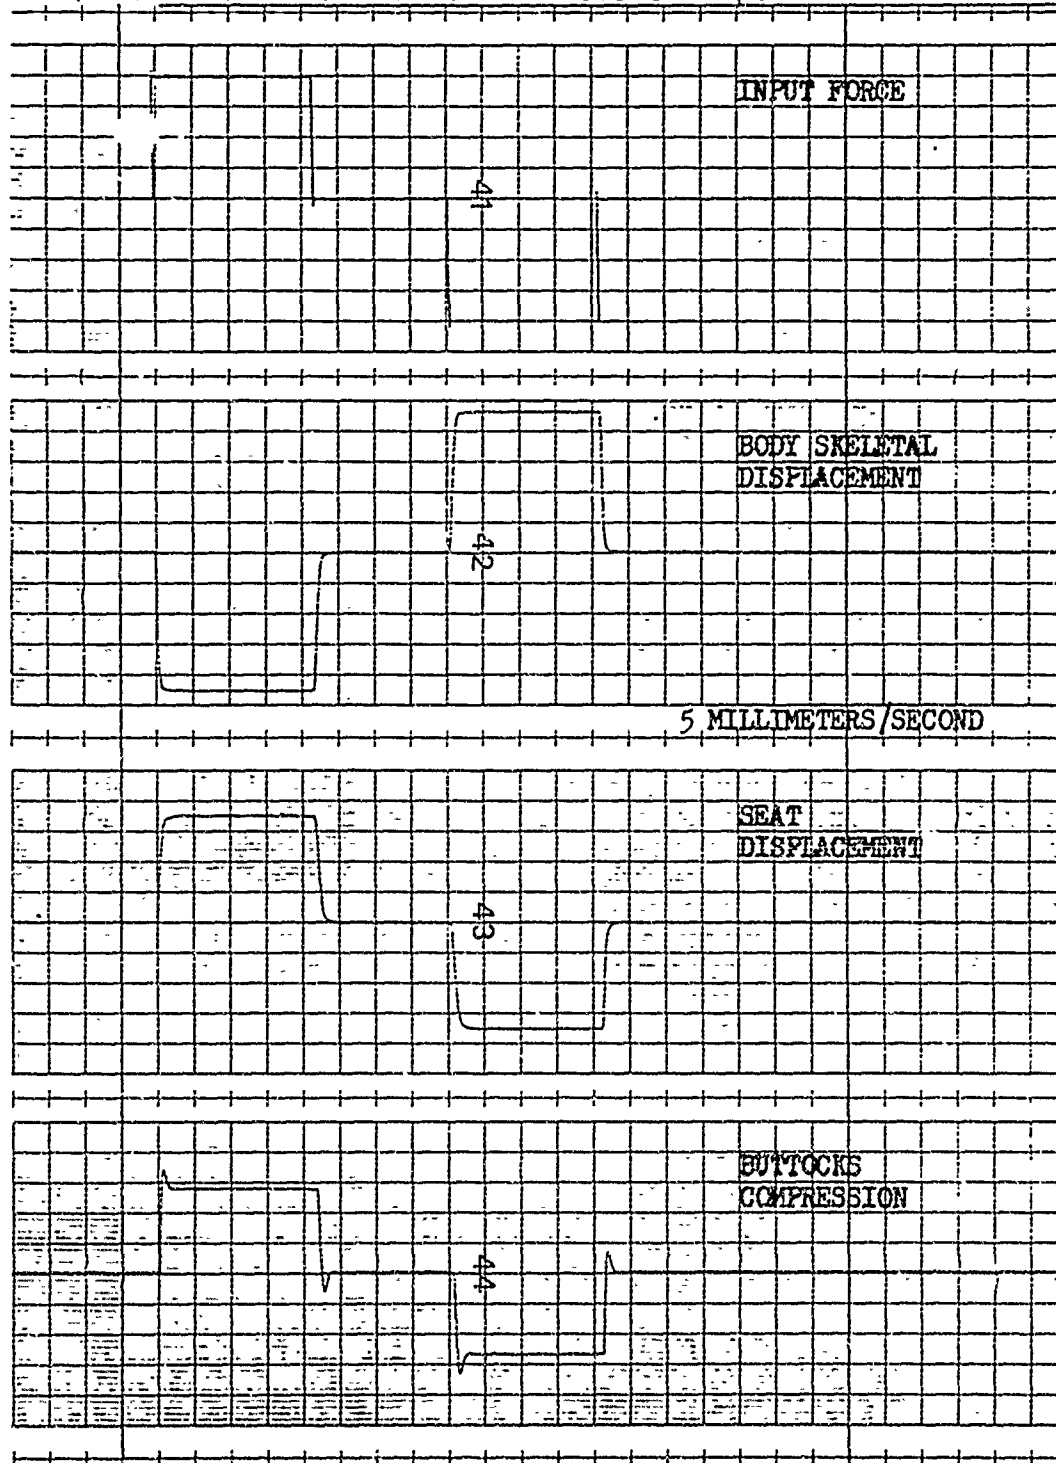 INPUT FORCE
41
BODY SKELETAL
DISPLACEMENT
42
5 MILLIMETERS/SECOND
SEAT
DISPLACEMENT
43
BUTTOCKS
COMPRESSION
44